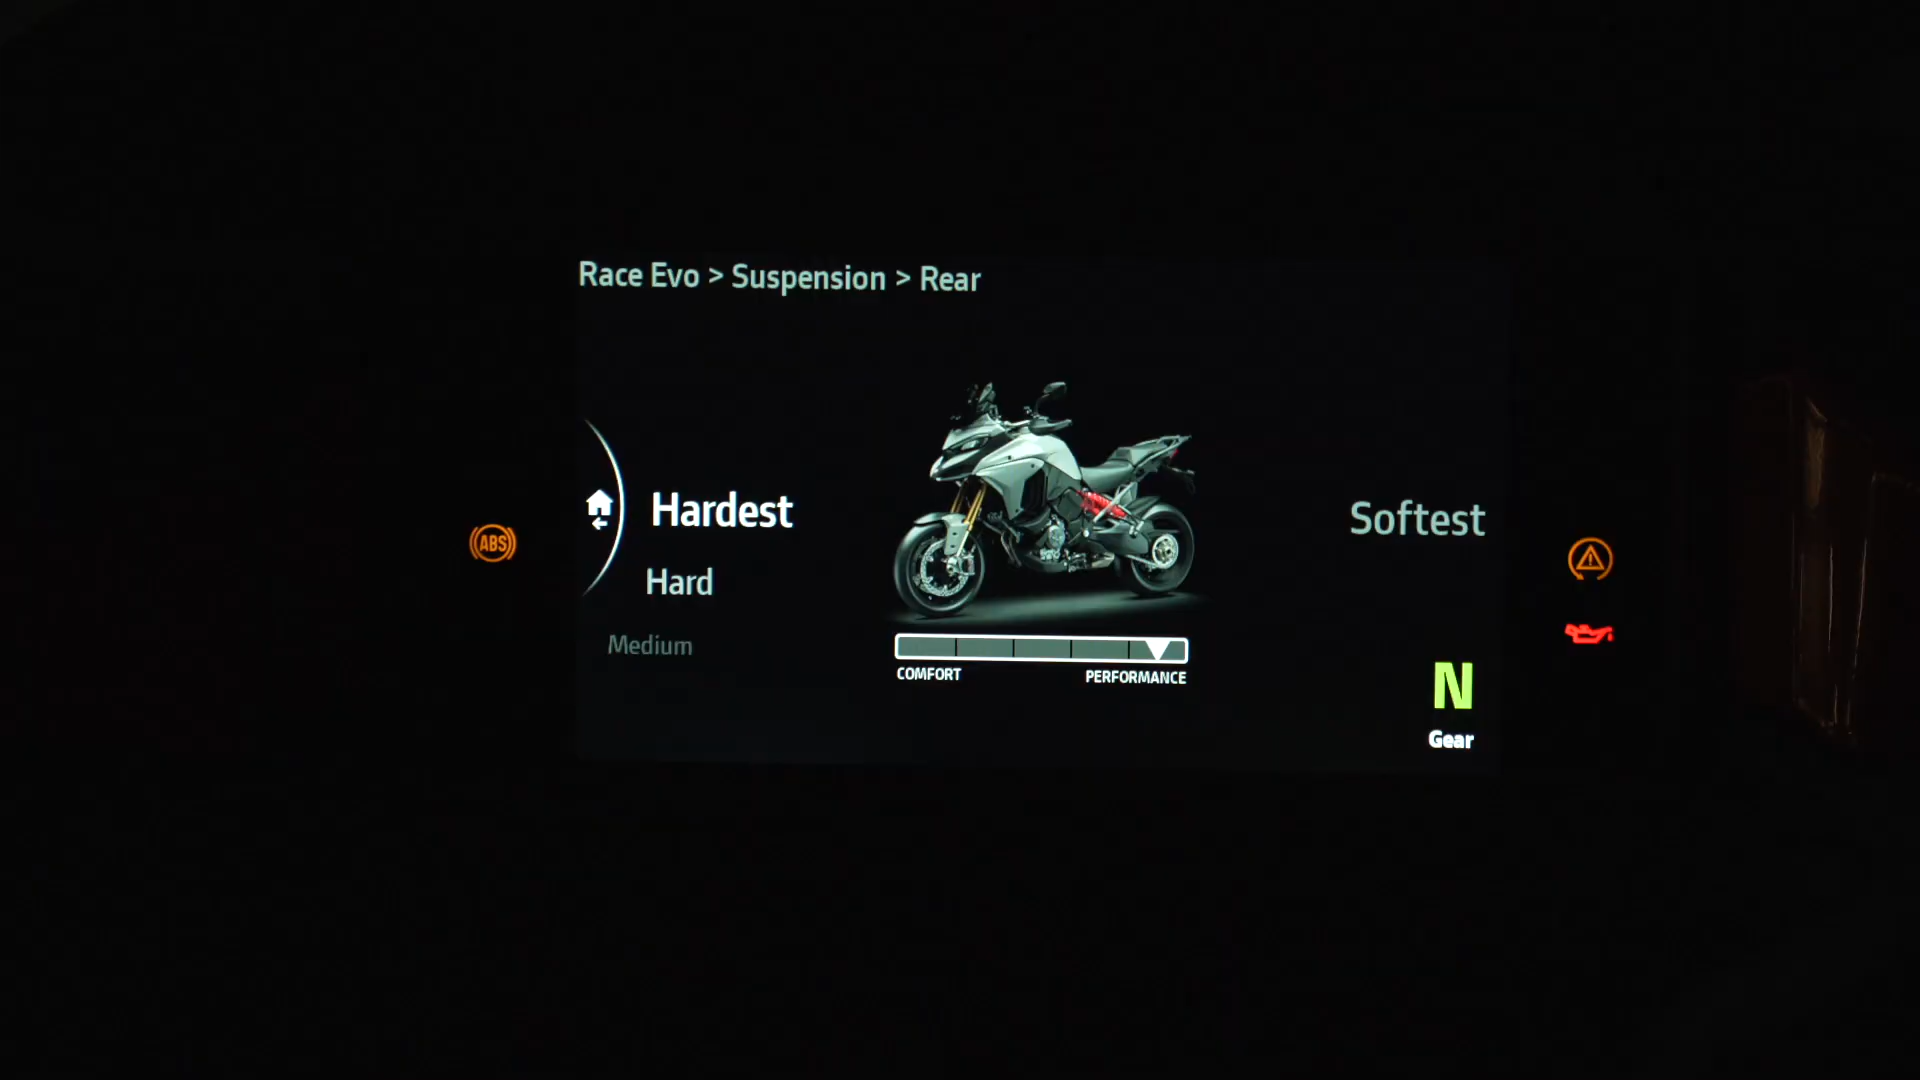 Race Evo > Suspension > Rear
Hardest
Hard
Medium
Softest
COMFORT
PERFORMANCE
N
Gear
ABS